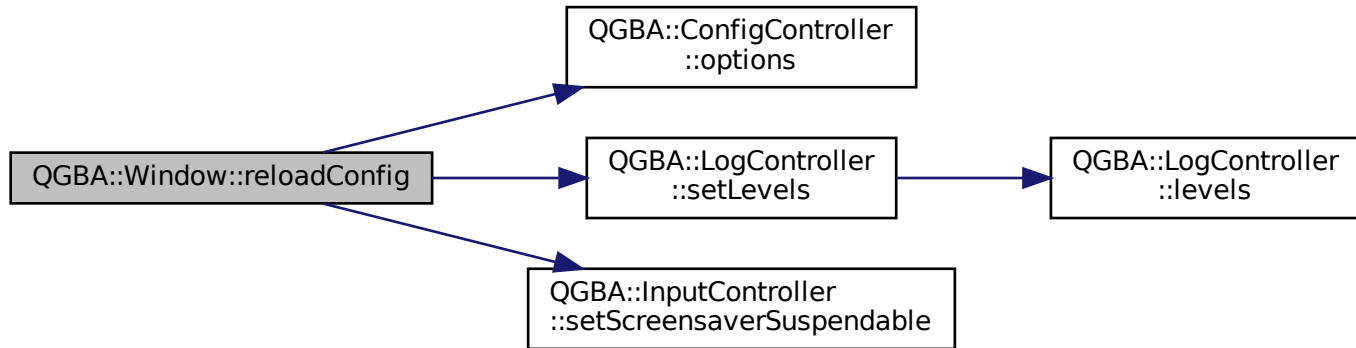 QGBA::Window::reloadConfig
QGBA::ConfigController
::options
QGBA::LogController
::setLevels
QGBA::LogController
::levels
QGBA::InputController
::setScreensaverSuspendable